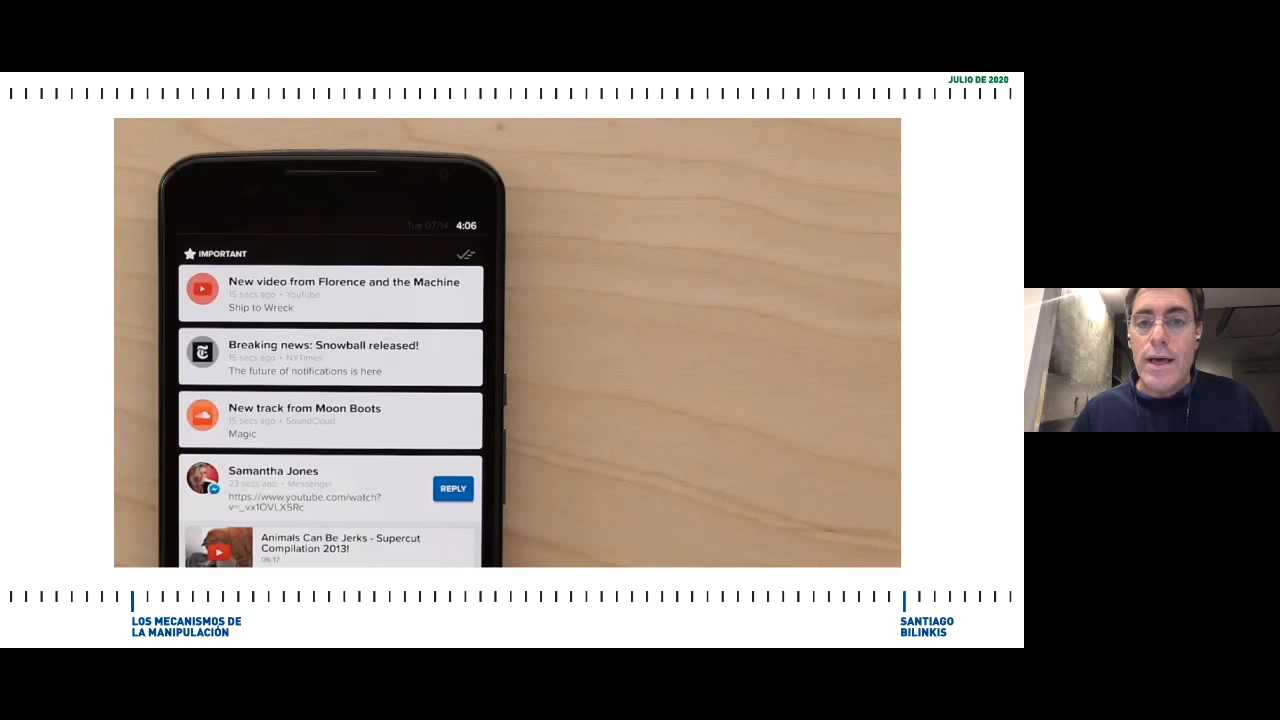 JULIO DE 2020
Tue 07/14 4:06
IMPORTANT
New video from Florence and the Machine
15 secs ago • YouTube
Ship to Wreck
Breaking news: Snowball released!
15 secs ago • NYTimes
The future of notifications is here
New track from Moon Boots
15 secs ago • SoundCloud
Magic
Samantha Jones
23 secs ago • Messenger
https://www.youtube.com/watch?
v=_vx1OVLX5Rc
REPLY
Animals Can Be Jerks - Supercut
Compilation 2013!
06:17
LOS MECANISMOS DE
LA MANIPULACIÓN
SANTIAGO
BILINKIS